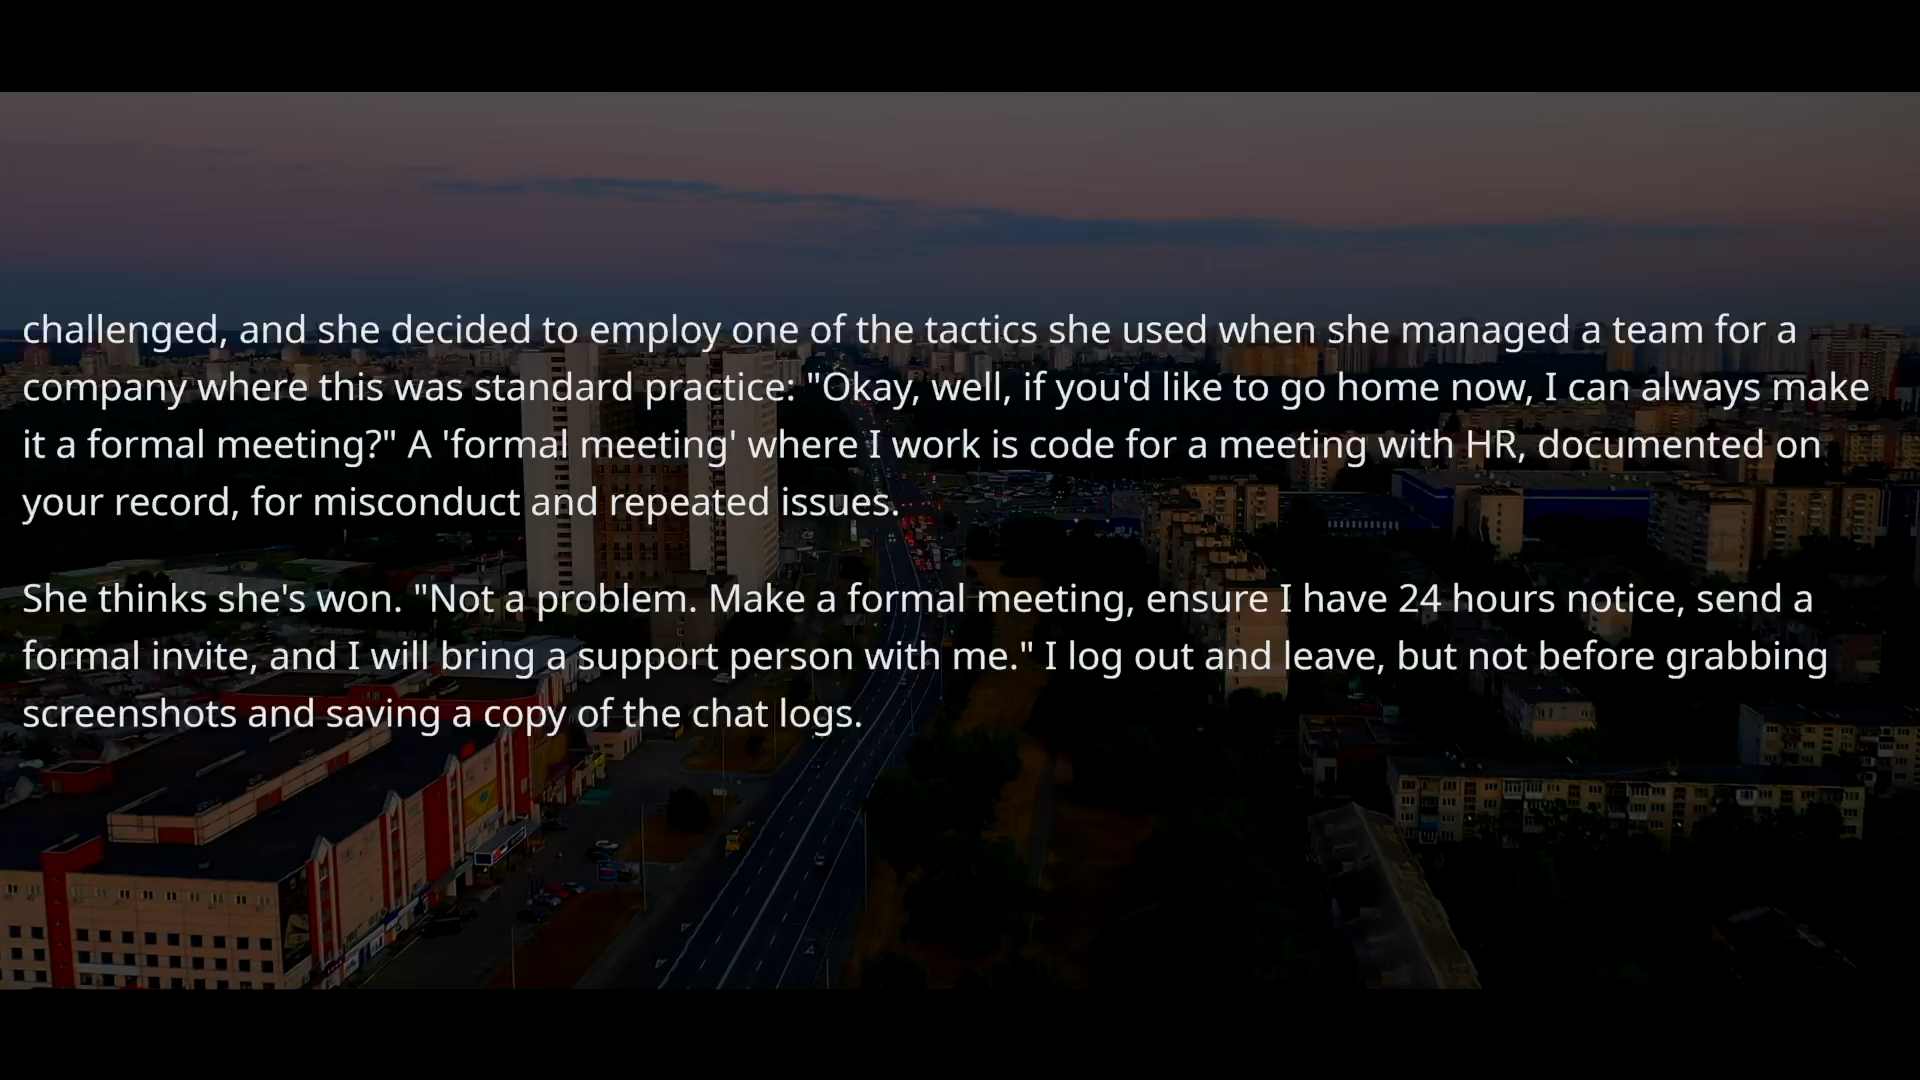 challenged, and she decided to employ one of the tactics she used when she managed a team for a
company where this was standard practice: "Okay, well, if you'd like to go home now, I can always make
it a formal meeting?" A 'formal meeting' where I work is code for a meeting with HR, documented on
your record, for misconduct and repeated issues.
She thinks she's won. "Not a problem. Make a formal meeting, ensure I have 24 hours notice, send a
formal invite, and I will bring a support person with me." I log out and leave, but not before grabbing
screenshots and saving a copy of the chat logs.